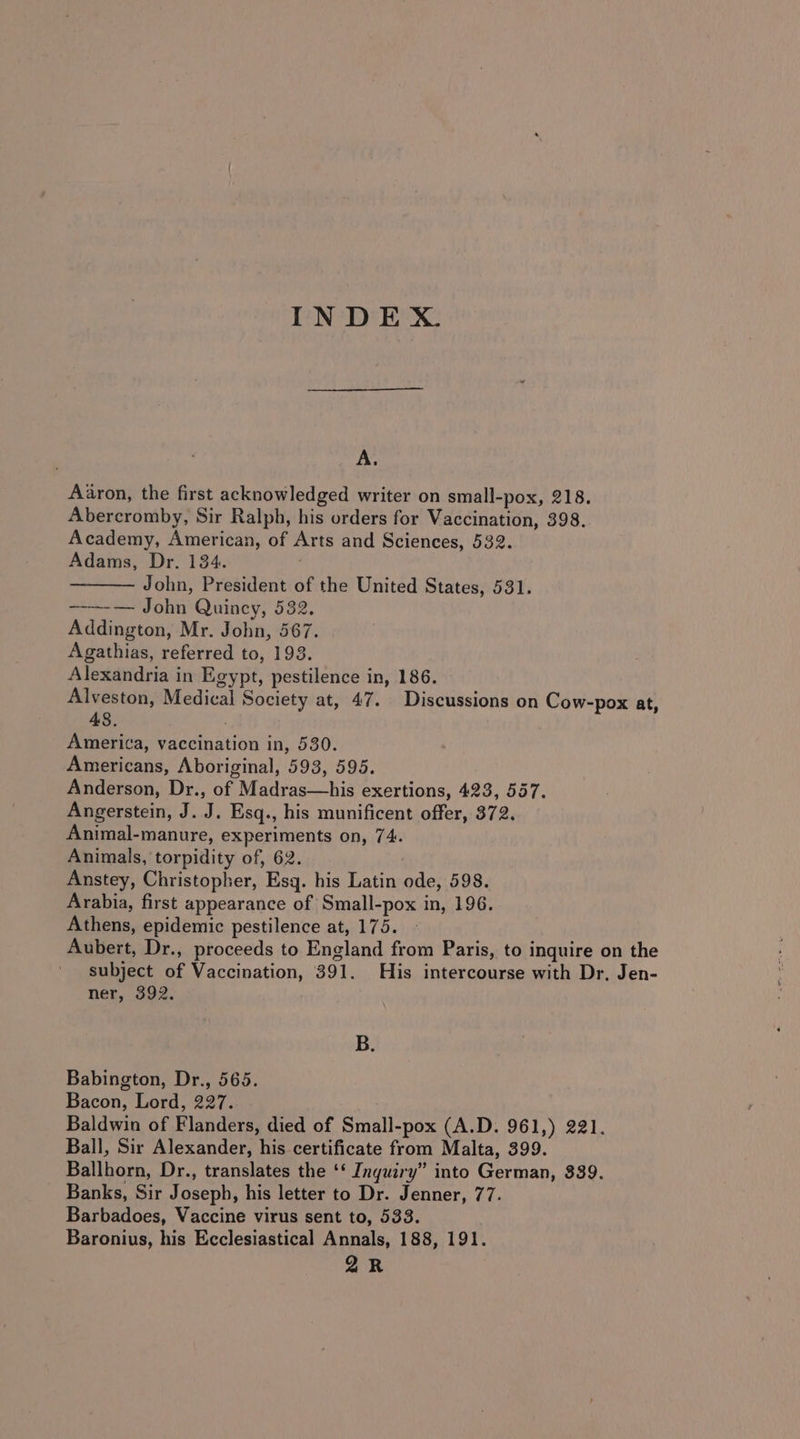 INDEX.
A.
Aäron, the first acknowledged writer on small-pox, 218.
Abercromby, Sir Ralph, his orders for Vaccination, 398.
Academy, American, of Arts and Sciences, 532.
Adams, Dr. 134.
——— John, President of the United States, 531.
——— John Quincy, 532.
Addington, Mr. John, 567.
Agathias, referred to, 193.
Alexandria in Egypt, pestilence in, 186.
Alveston, Medical Society at, 47. Discussions on Cow-pox at,
48.
America, vaccination in, 530.
Americans, Aboriginal, 593, 595.
Anderson, Dr., of Madras—his exertions, 423, 557.
Angerstein, J. J. Esq., his munificent offer, 372.
Animal-manure, experiments on, 74.
Animals, torpidity of, 62.
Anstey, Christopher, Esq. his Latin ode, 598.
Arabia, first appearance of Small-pox in, 196.
Athens, epidemic pestilence at, 175.
Aubert, Dr., proceeds to England from Paris, to inquire on the
subject of Vaccination, 391. His intercourse with Dr. Jen-
ner, 392.
B.
Babington, Dr., 565.
Bacon, Lord, 227.
Baldwin of Flanders, died of Small-pox (A.D. 961,) 221.
Ball, Sir Alexander, his certificate from Malta, 399.
Ballhorn, Dr., translates the “ Inquiry” into German, 339.
Banks, Sir Joseph, his letter to Dr. Jenner, 77.
Barbadoes, Vaccine virus sent to, 533.
Baronius, his Ecclesiastical Annals, 188, 191.
2 R